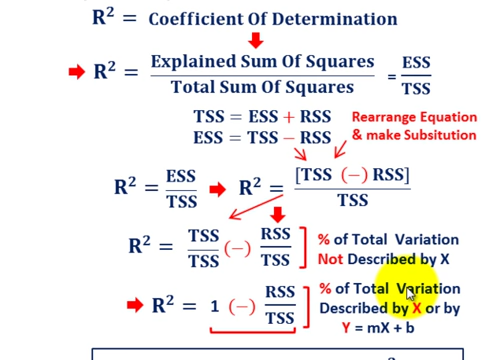 R² = Coefficient Of Determination
R² = Explained Sum Of Squares / Total Sum Of Squares = ESS / TSS
TSS = ESS + RSS
ESS = TSS − RSS
Rearrange Equation
& make Subsitution
R² = ESS / TSS R² = [TSS (−) RSS] / TSS
R² = TSS / TSS (−) RSS / TSS
% of Total Variation
Not Described by X
R² = 1 (−) RSS / TSS
% of Total Variation
Described by X or by
Y = mX + b